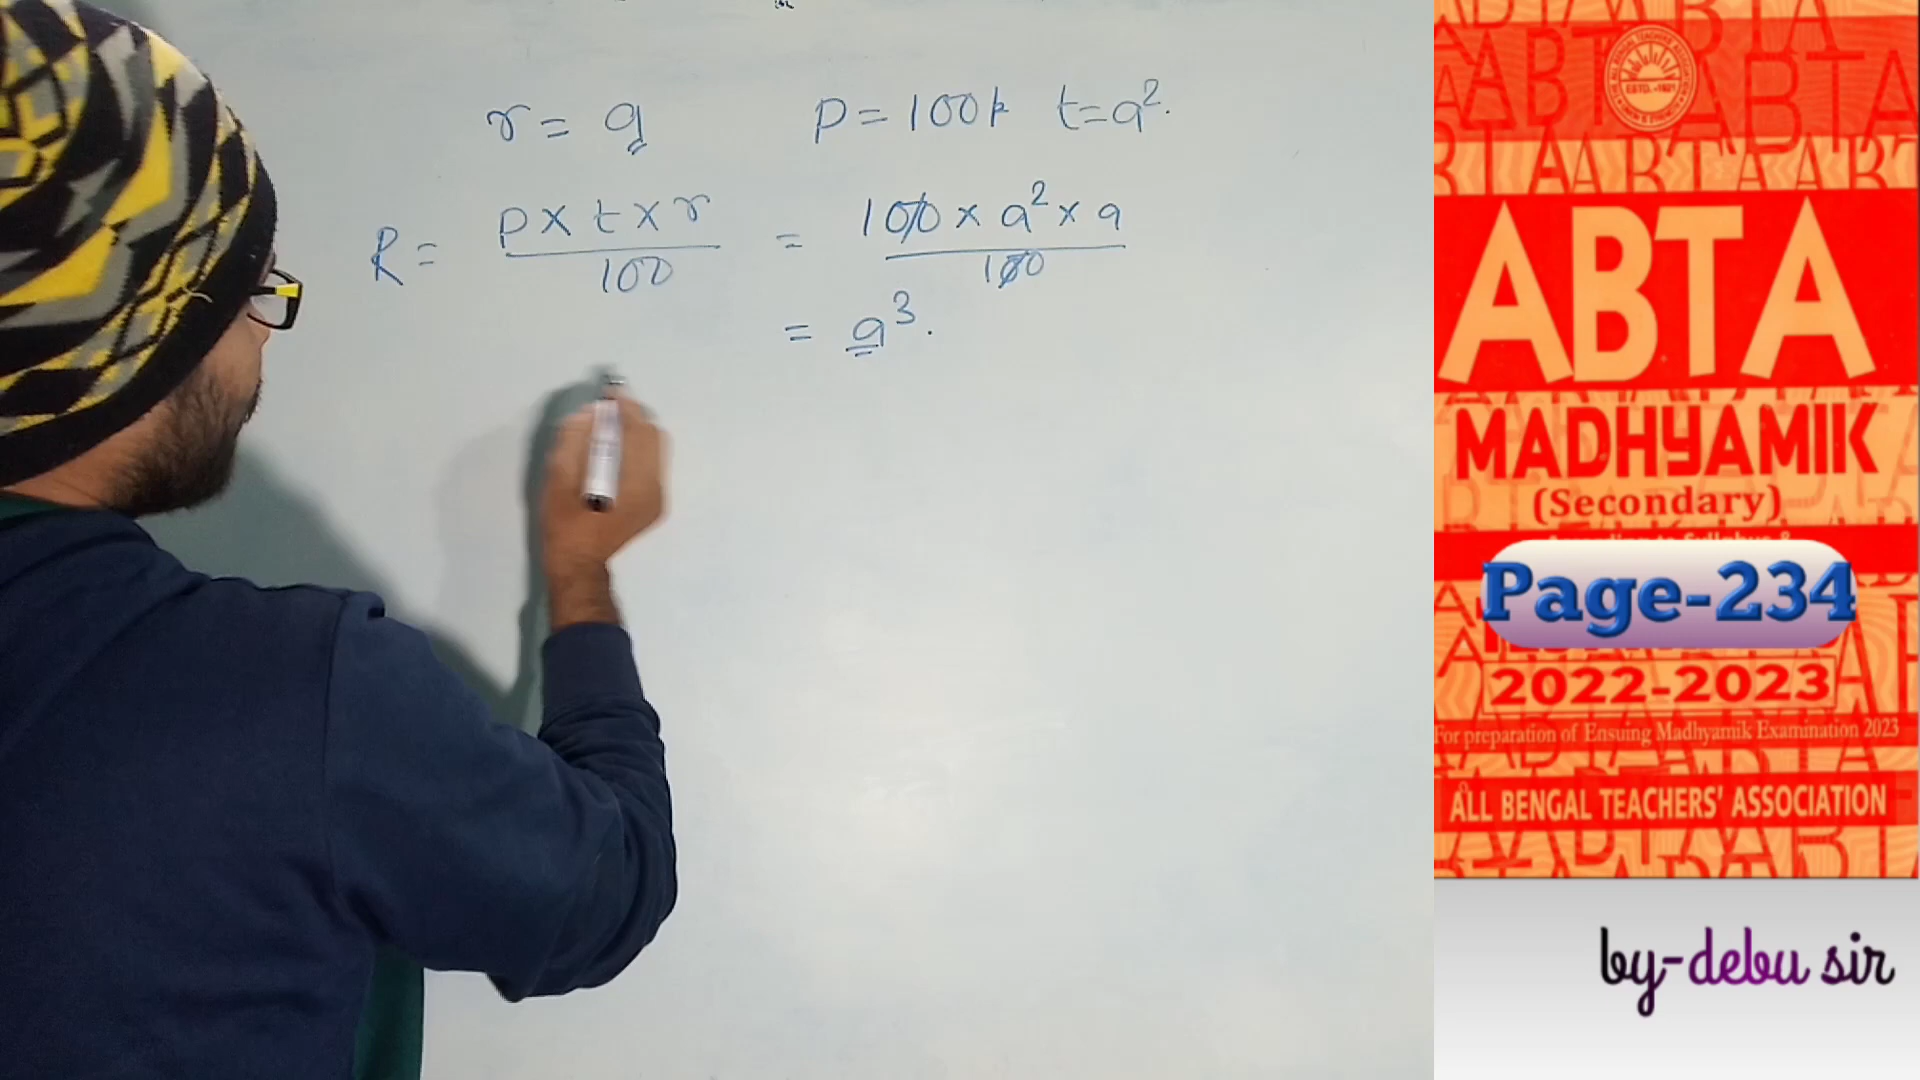 r = a P = 100k t = a².
R = P × t × r / 100 = 100 × a² × a / 100
= a³.
ABTA
MADHYAMIK
(Secondary)
Page-234
2022-2023
For preparation of Ensuing Madhyamik Examination 2023
ALL BENGAL TEACHERS' ASSOCIATION
by-debu sir